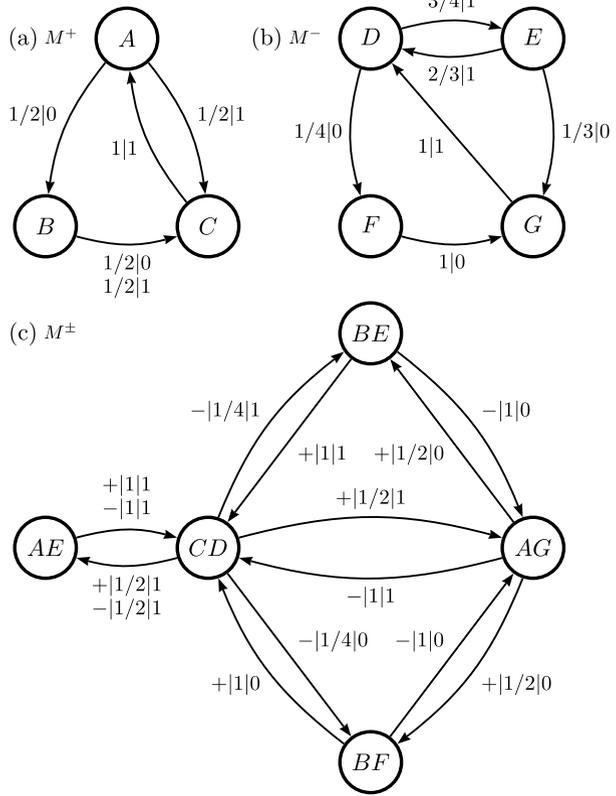 3/4|1
(a) M⁺
A
(b) M⁻
D
E
2/3|1
1/2|0
1/2|1
1/4|0
1/3|0
1|1
1|1
B
C
F
G
1/2|0
1/2|1
1|0
(c) M±
BE
−|1/4|1
−|1|0
+|1|1
+|1/2|0
+|1|1
−|1|1
+|1/2|1
AE
CD
AG
+|1/2|1
−|1/2|1
−|1|1
−|1/4|0
−|1|0
+|1|0
+|1/2|0
BF